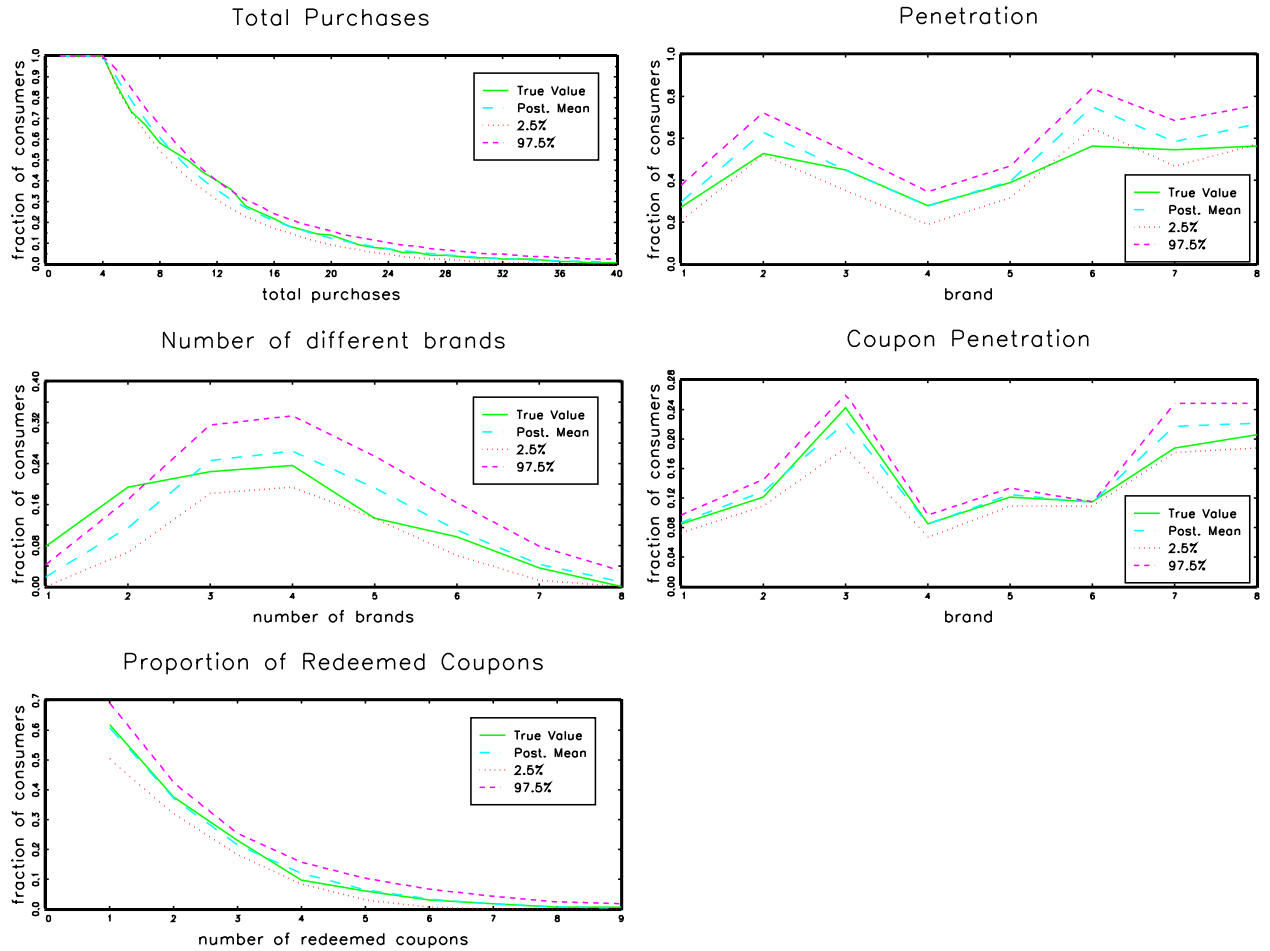 Total Purchases
fraction of consumers
0.0 0.1 0.2 0.3 0.4 0.5 0.6 0.7 0.8 0.9 1.0
True Value
Post. Mean
2.5%
97.5%
0 4 8 12 16 20 24 28 32 36 40
total purchases
Penetration
fraction of consumers
0.0 0.2 0.4 0.6 0.8 1.0
True Value
Post. Mean
2.5%
97.5%
1 2 3 4 5 6 7 8
brand
Number of different brands
fraction of consumers
0.00 0.08 0.16 0.24 0.32 0.40
True Value
Post. Mean
2.5%
97.5%
1 2 3 4 5 6 7 8
number of brands
Coupon Penetration
fraction of consumers
0.00 0.04 0.08 0.12 0.16 0.20 0.24 0.28
True Value
Post. Mean
2.5%
97.5%
1 2 3 4 5 6 7 8
brand
Proportion of Redeemed Coupons
fraction of consumers
0.0 0.1 0.2 0.3 0.4 0.5 0.6 0.7
True Value
Post. Mean
2.5%
97.5%
0 1 2 3 4 5 6 7 8 9
number of redeemed coupons